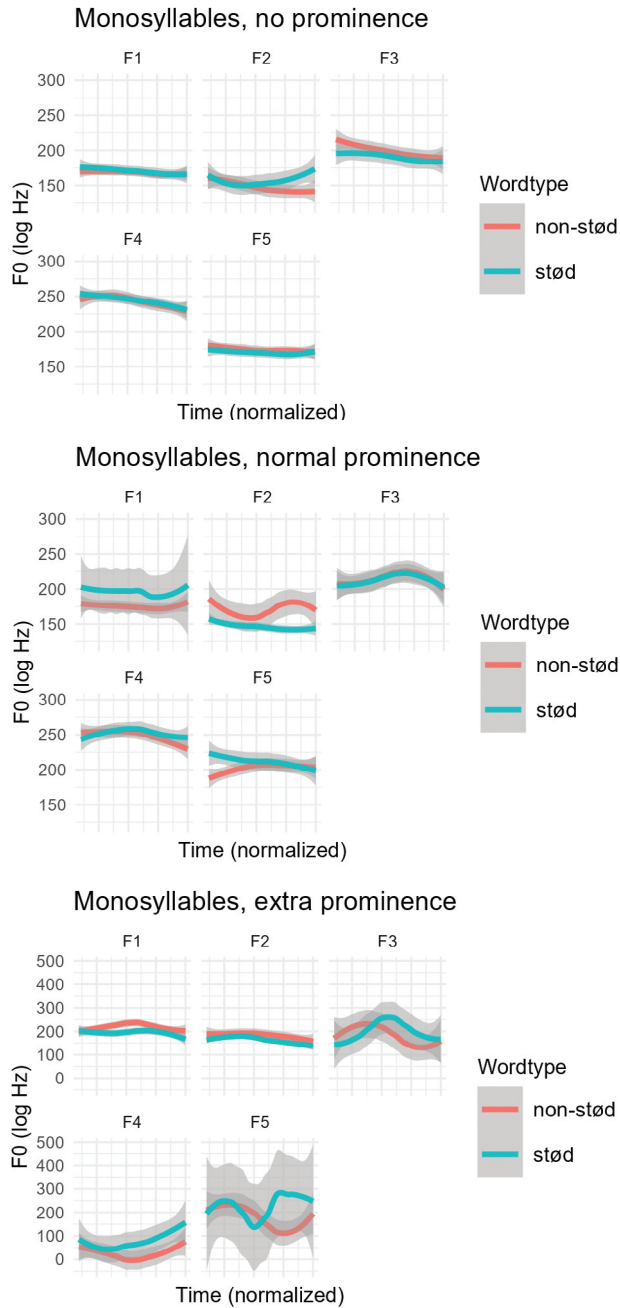 Monosyllables, no prominence
F1 F2 F3
300
250
200
150
F4 F5
300
250
200
150
F0 (log Hz)
Time (normalized)
Wordtype
non-stød
stød
Monosyllables, normal prominence
F1 F2 F3
300
250
200
150
F4 F5
300
250
200
150
F0 (log Hz)
Time (normalized)
Wordtype
non-stød
stød
Monosyllables, extra prominence
F1 F2 F3
500
400
300
200
100
0
F4 F5
500
400
300
200
100
0
F0 (log Hz)
Time (normalized)
Wordtype
non-stød
stød